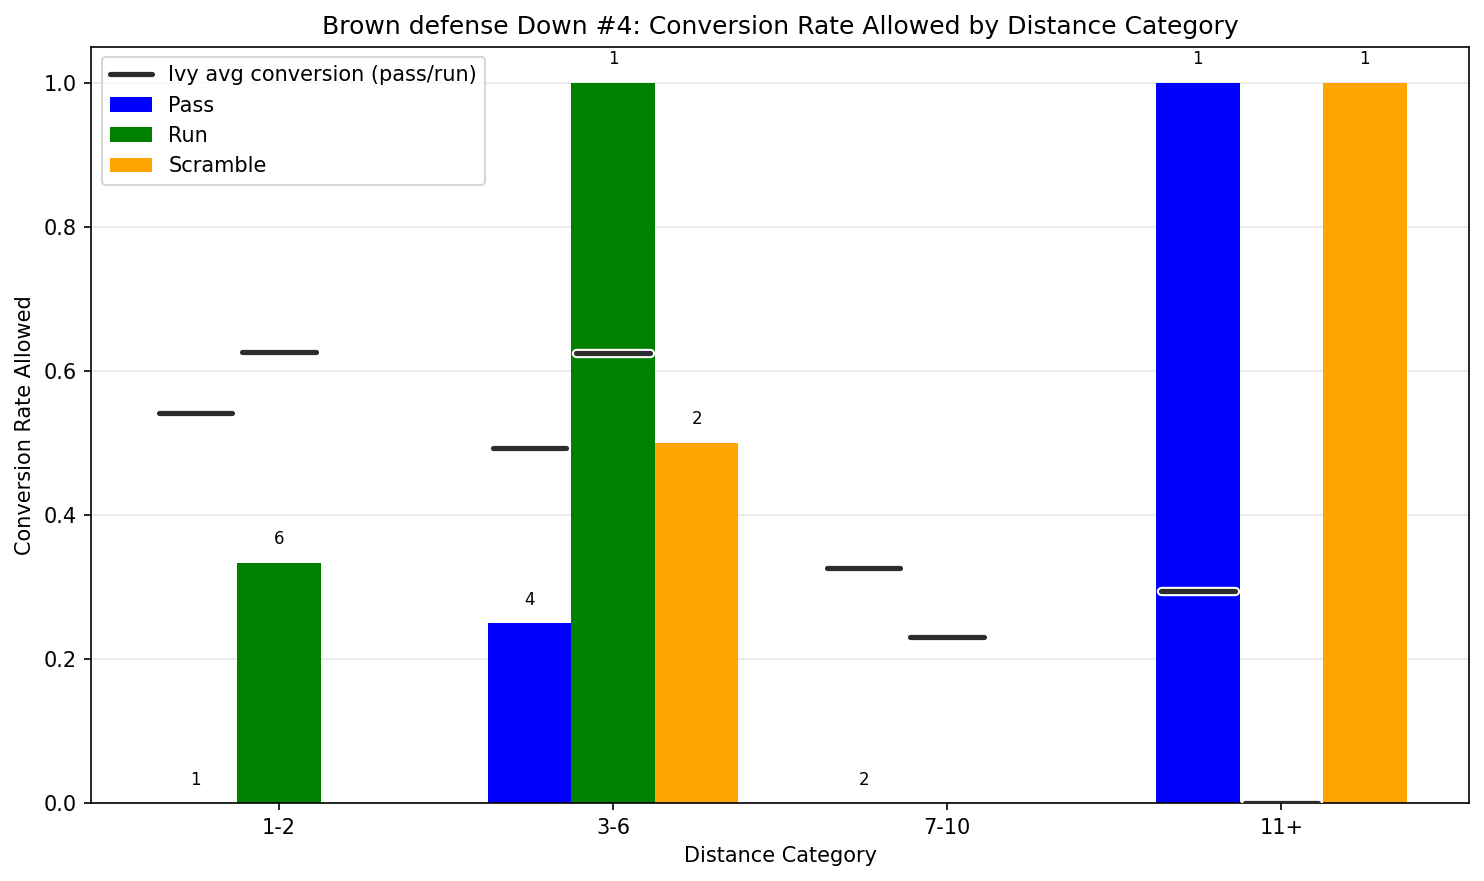 Brown defense Down #4: Conversion Rate Allowed by Distance Category
Ivy avg conversion (pass/run)
Pass
Run
Scramble
Conversion Rate Allowed
1.0
0.8
0.6
0.4
0.2
0.0
1
6
4
1
2
2
1
1
1-2
3-6
7-10
11+
Distance Category